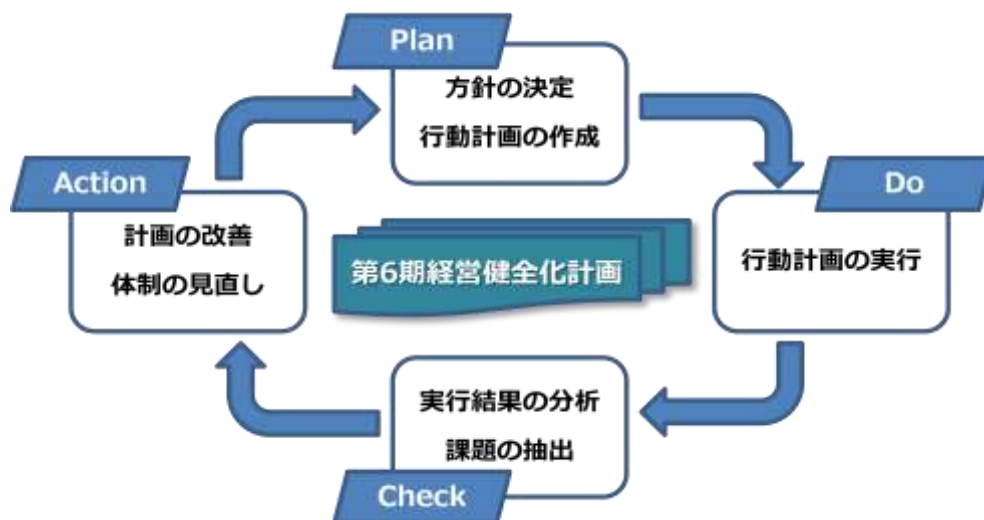 Plan
方針の決定
行動計画の作成
Action
計画の改善
体制の見直し
Do
行動計画の実行
第6期経営健全化計画
実行結果の分析
課題の抽出
Check